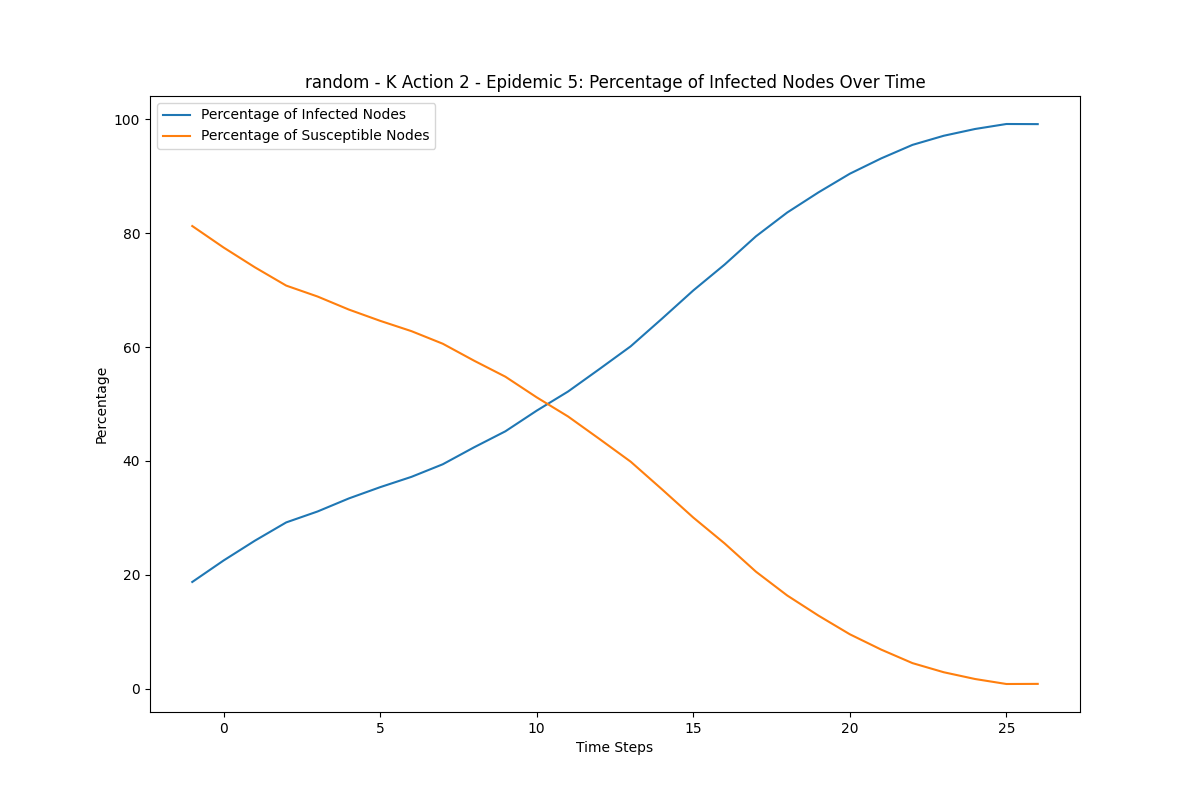 random - K Action 2 - Epidemic 5: Percentage of Infected Nodes Over Time
Percentage of Infected Nodes
Percentage of Susceptible Nodes
100
80
60
40
20
0
Percentage
0 5 10 15 20 25
Time Steps